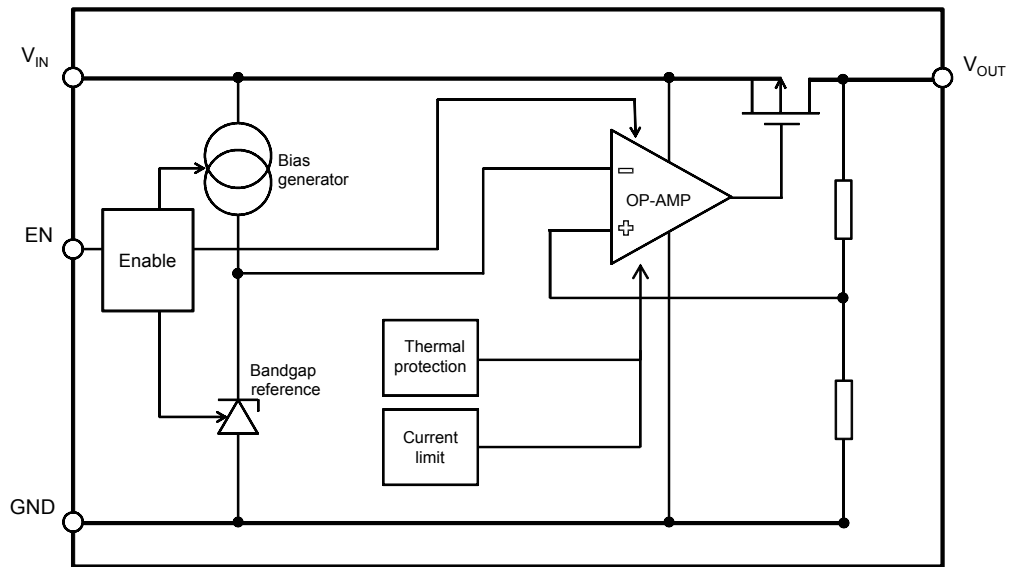 V_IN
V_OUT
Bias
generator
−
OP-AMP
+
EN
Enable
Thermal
protection
Bandgap
reference
Current
limit
GND